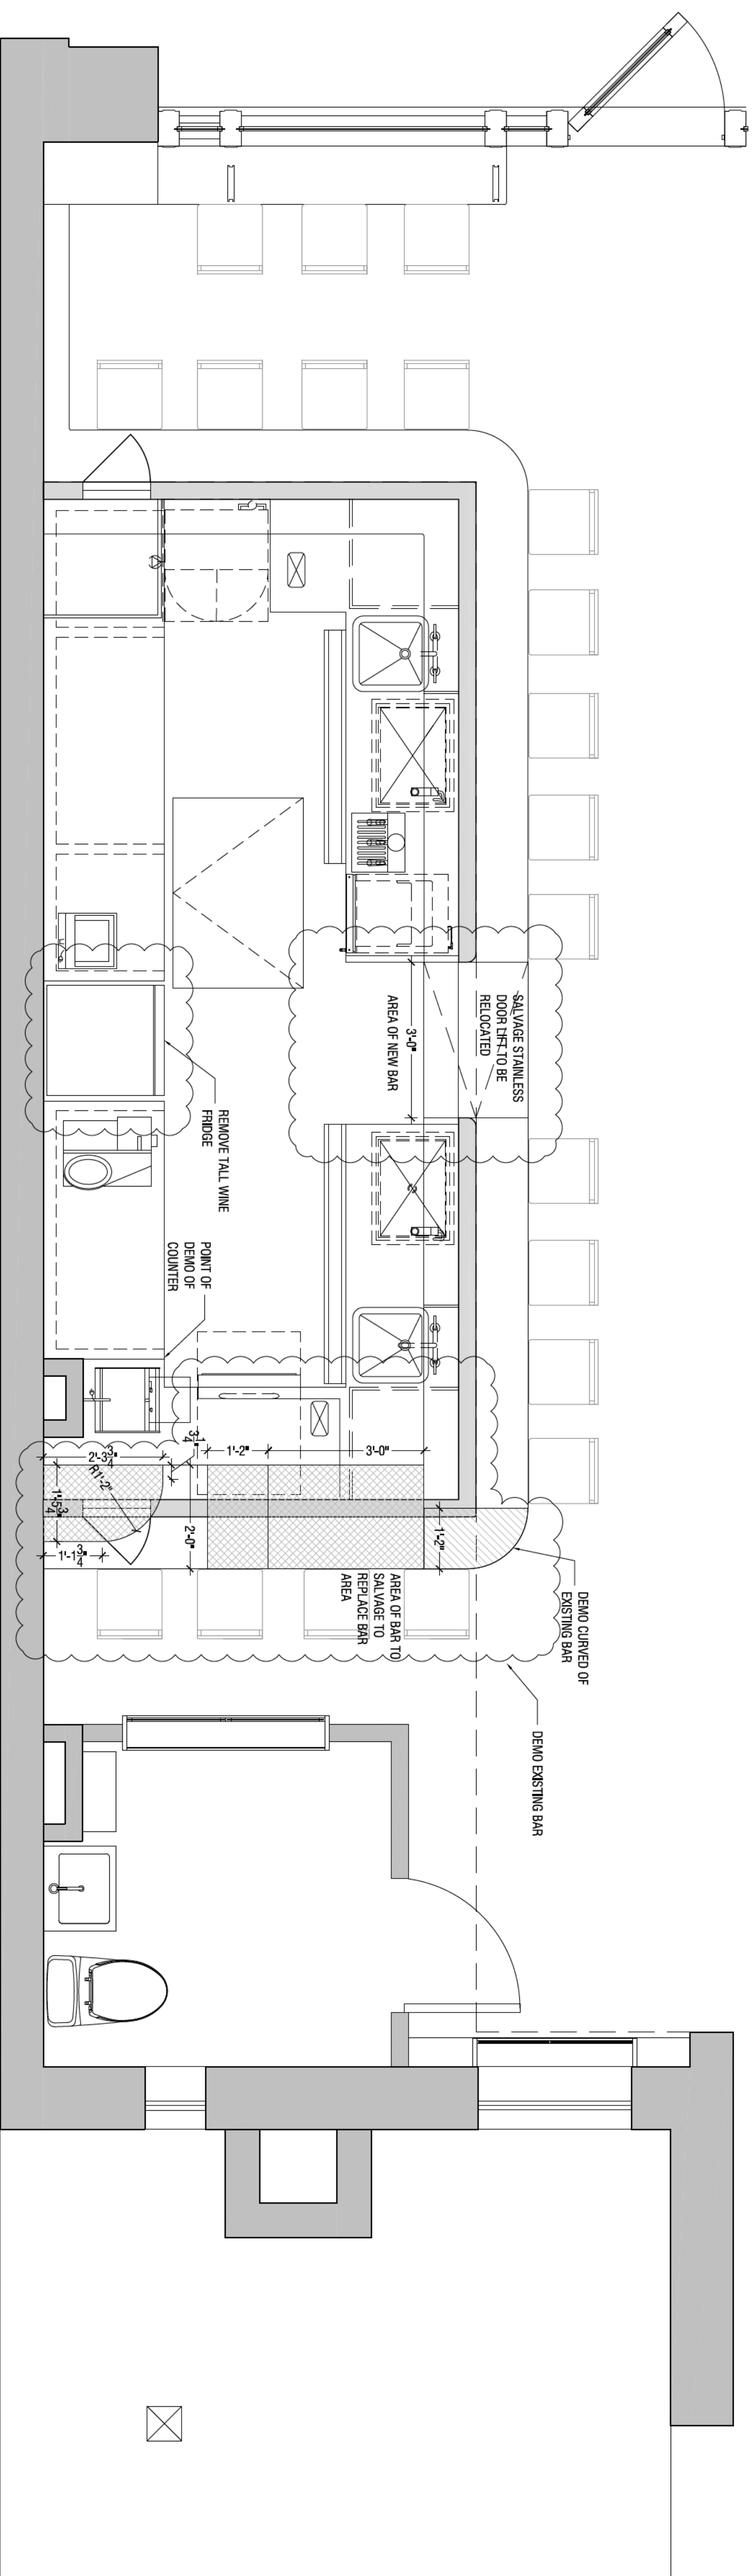 SALVAGE STAINLESS
DOOR LIFT TO BE
RELOCATED
3'-0"
AREA OF NEW BAR
REMOVE TALL WINE
FRIDGE
POINT OF
DEMO OF
COUNTER
3'-0"
1'-2"
3/4"
2'-3 3/4"
R1'-2"
1'-5 3/4"
1'-1 3/4"
2'-0"
1'-2"
AREA OF BAR TO
SALVAGE TO
REPLACE BAR
AREA
DEMO CURVED OF
EXISTING BAR
DEMO EXISTING BAR